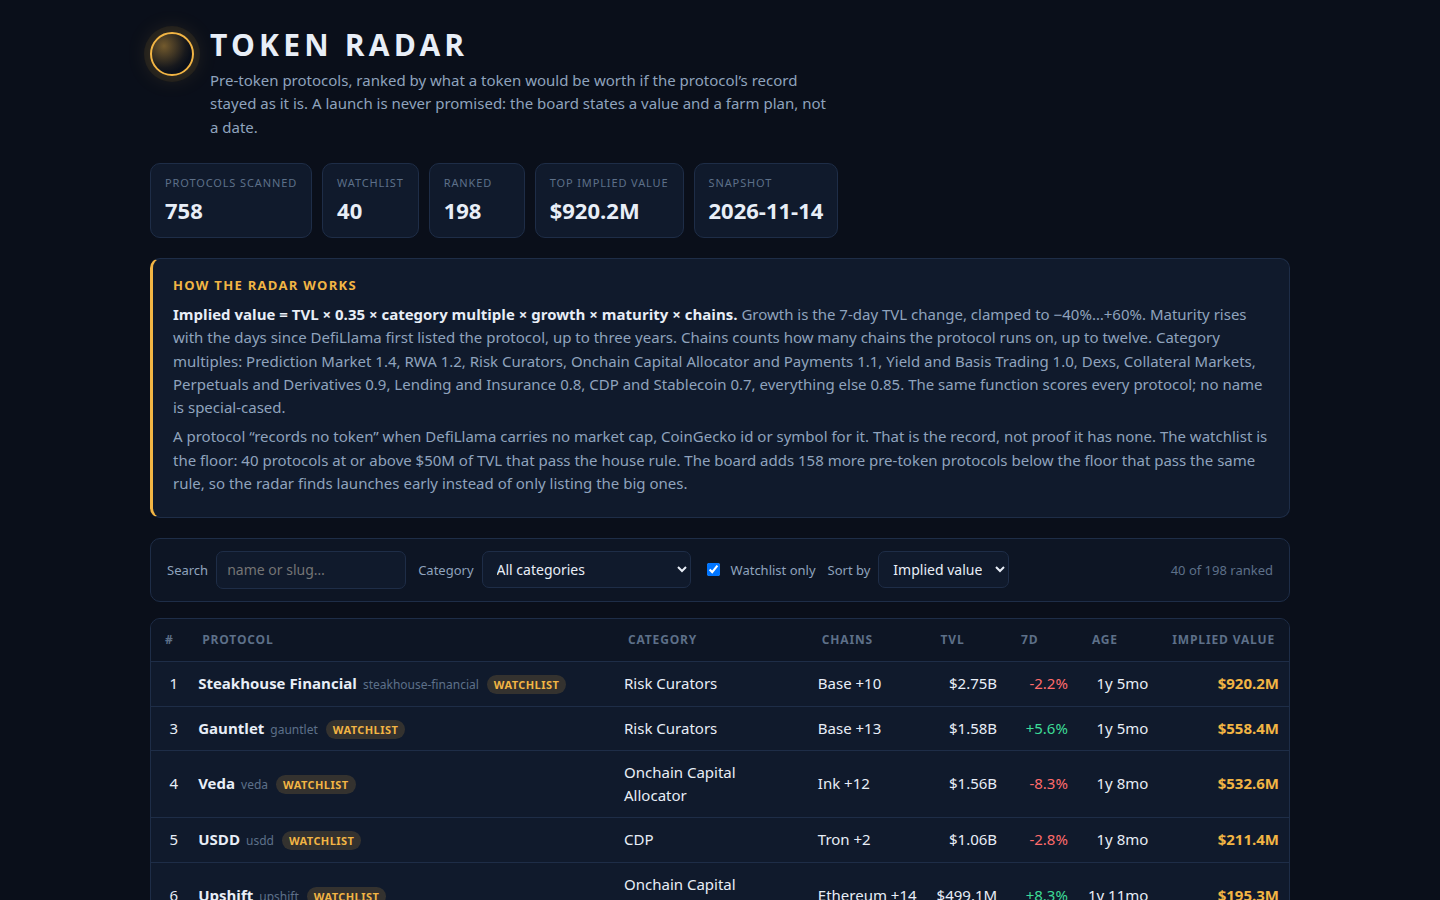 TOKEN RADAR
Pre-token protocols, ranked by what a token would be worth if the protocol’s record
stayed as it is. A launch is never promised: the board states a value and a farm plan, not
a date.
PROTOCOLS SCANNED
758
WATCHLIST
40
RANKED
198
TOP IMPLIED VALUE
$920.2M
SNAPSHOT
2026-11-14
HOW THE RADAR WORKS
Implied value = TVL × 0.35 × category multiple × growth × maturity × chains. Growth is the 7-day TVL change, clamped to −40%…+60%. Maturity rises
with the days since DefiLlama first listed the protocol, up to three years. Chains counts how many chains the protocol runs on, up to twelve. Category
multiples: Prediction Market 1.4, RWA 1.2, Risk Curators, Onchain Capital Allocator and Payments 1.1, Yield and Basis Trading 1.0, Dexs, Collateral Markets,
Perpetuals and Derivatives 0.9, Lending and Insurance 0.8, CDP and Stablecoin 0.7, everything else 0.85. The same function scores every protocol; no name
is special-cased.
A protocol “records no token” when DefiLlama carries no market cap, CoinGecko id or symbol for it. That is the record, not proof it has none. The watchlist is
the floor: 40 protocols at or above $50M of TVL that pass the house rule. The board adds 158 more pre-token protocols below the floor that pass the same
rule, so the radar finds launches early instead of only listing the big ones.
Search name or slug… Category All categories Watchlist only Sort by Implied value 40 of 198 ranked
# PROTOCOL CATEGORY CHAINS TVL 7D AGE IMPLIED VALUE
1 Steakhouse Financial steakhouse-financial WATCHLIST Risk Curators Base +10 $2.75B -2.2% 1y 5mo $920.2M
3 Gauntlet gauntlet WATCHLIST Risk Curators Base +13 $1.58B +5.6% 1y 5mo $558.4M
4 Veda veda WATCHLIST Onchain Capital Allocator Ink +12 $1.56B -8.3% 1y 8mo $532.6M
5 USDD usdd WATCHLIST CDP Tron +2 $1.06B -2.8% 1y 8mo $211.4M
6 Upshift upshift WATCHLIST Onchain Capital Ethereum +14 $499.1M +8.3% 1y 11mo $195.3M